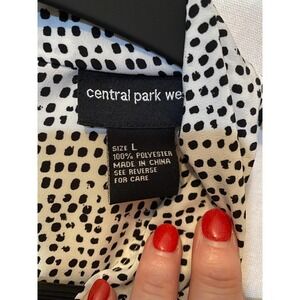 central park we
SIZE L
100% POLYESTER
MADE IN CHINA
SEE REVERSE
FOR CARE